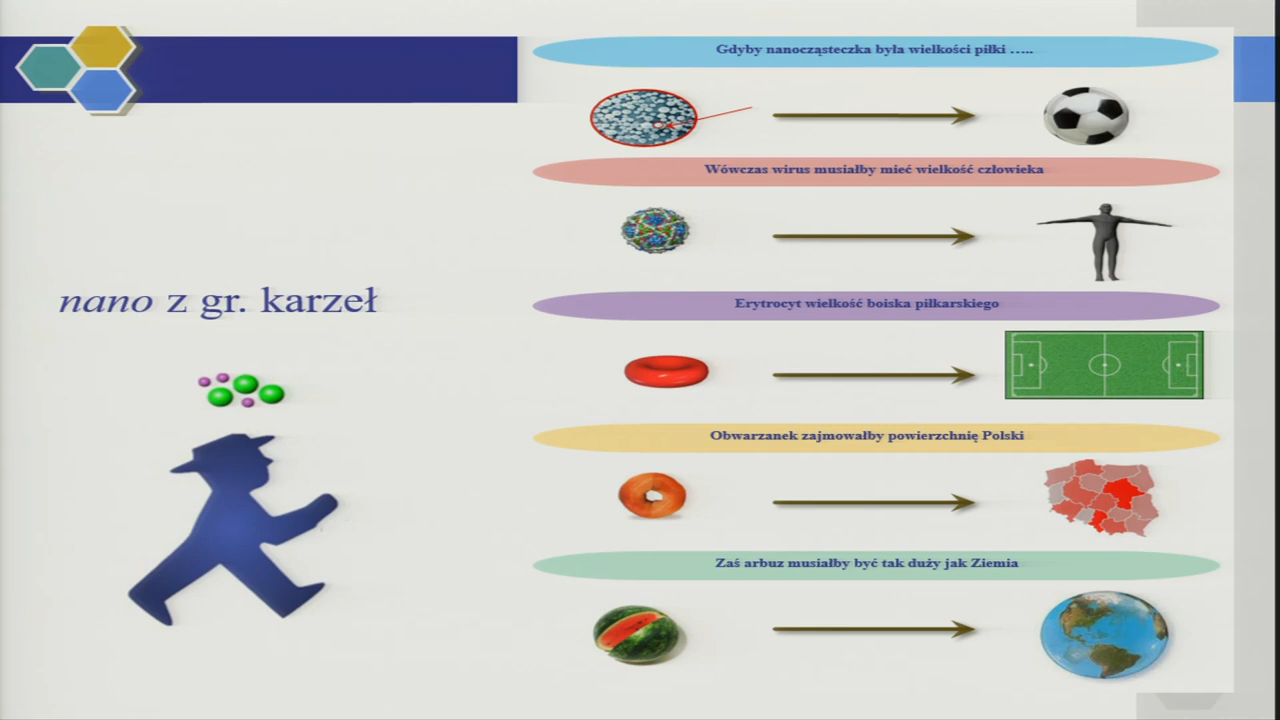 Gdyby nanocząsteczka była wielkości piłki …..
Wówczas wirus musiałby mieć wielkość człowieka
nano z gr. karzeł
Erytrocyt wielkość boiska piłkarskiego
Obwarzanek zajmowałby powierzchnię Polski
Zaś arbuz musiałby być tak duży jak Ziemia